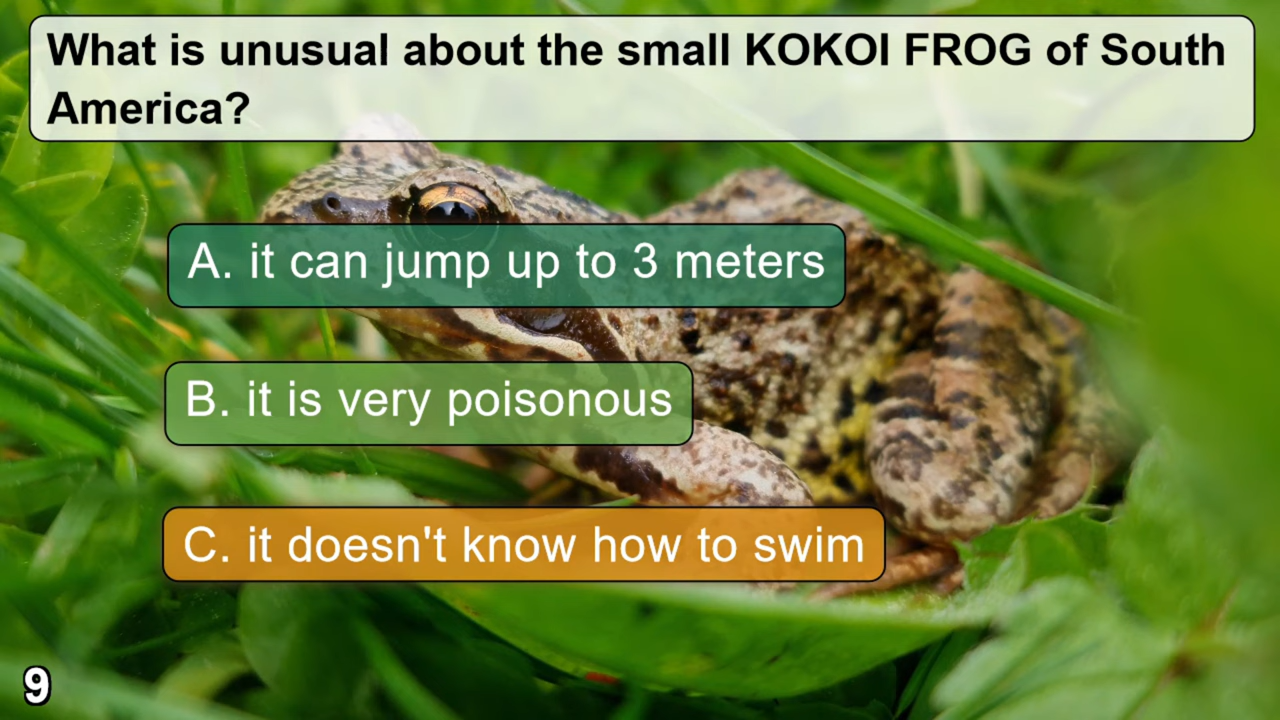 What is unusual about the small KOKOI FROG of South
America?
A. it can jump up to 3 meters
B. it is very poisonous
C. it doesn't know how to swim
9